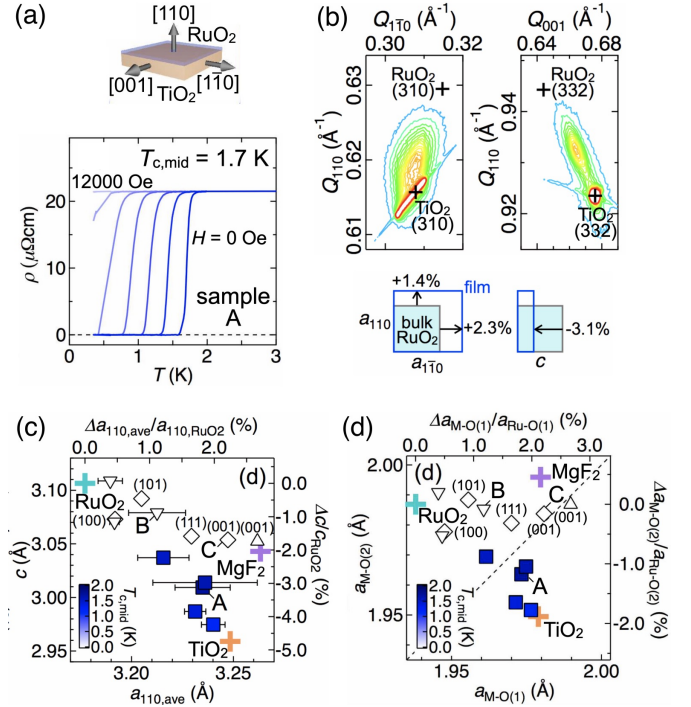 (a)
[110]
RuO2
[001]
TiO2
[11̅0]
Tc,mid = 1.7 K
12000 Oe
H = 0 Oe
sample
A
ρ (μΩcm)
20
10
0
0 1 2 3
T (K)
(b)
Q11̅0 (Å-1)
0.30 0.32
Q110 (Å-1)
0.63
0.62
0.61
RuO2
(310)
TiO2
(310)
Q001 (Å-1)
0.64 0.68
Q110 (Å-1)
0.94
0.92
RuO2
(332)
TiO2
(332)
+1.4%
film
a110
bulk
RuO2
+2.3%
a11̅0
-3.1%
c
(c)
Δa110,ave/a110,RuO2 (%)
0.0 1.0 2.0
(d)
c (Å)
3.10
3.05
3.00
2.95
0.0
-1.0
-2.0
-3.0
-4.0
-5.0
Δc/cRuO2 (%)
RuO2
(101)
(100)
B
(111)
(001)
(001)
C
MgF2
A
TiO2
2.0
1.5
1.0
0.5
0.0
Tc,mid (K)
3.20 3.25
a110,ave (Å)
(d)
ΔaM-O(1)/aRu-O(1) (%)
0.0 1.0 2.0 3.0
(d)
aM-O(2) (Å)
2.00
1.95
0.0
-1.0
-2.0
ΔaM-O(2)/aRu-O(2) (%)
MgF2
(101)
B
C
RuO2
(100)
(111)
(001)
(001)
A
TiO2
2.0
1.5
1.0
0.5
0.0
Tc,mid (K)
1.95 2.00
aM-O(1) (Å)